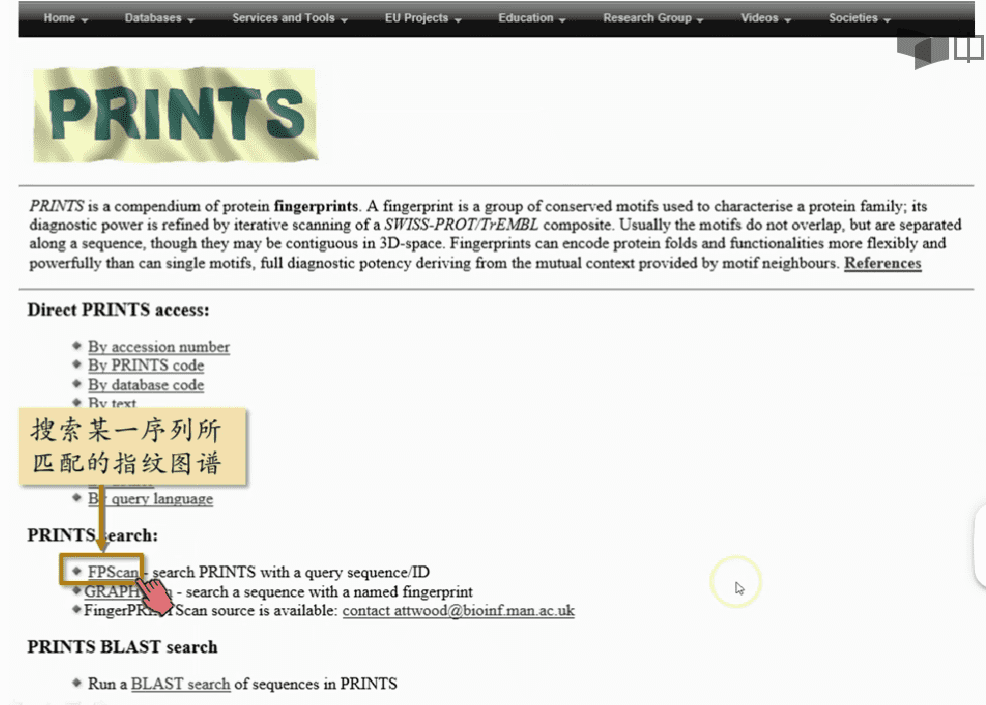 Home Databases Services and Tools EU Projects Education Research Group Videos Societies
PRINTS
PRINTS is a compendium of protein fingerprints. A fingerprint is a group of conserved motifs used to characterise a protein family; its
diagnostic power is refined by iterative scanning of a SWISS-PROT/TrEMBL composite. Usually the motifs do not overlap, but are separated
along a sequence, though they may be contiguous in 3D-space. Fingerprints can encode protein folds and functionalities more flexibly and
powerfully than can single motifs, full diagnostic potency deriving from the mutual context provided by motif neighbours. References
Direct PRINTS access:
By accession number
By PRINTS code
By database code
By text
搜索某一序列所
匹配的指纹图谱
By query language
PRINTS search:
FPScan - search PRINTS with a query sequence/ID
- search a sequence with a named fingerprint
FingerPRINTScan source is available: contact attwood@bioinf.man.ac.uk
PRINTS BLAST search
Run a BLAST search of sequences in PRINTS